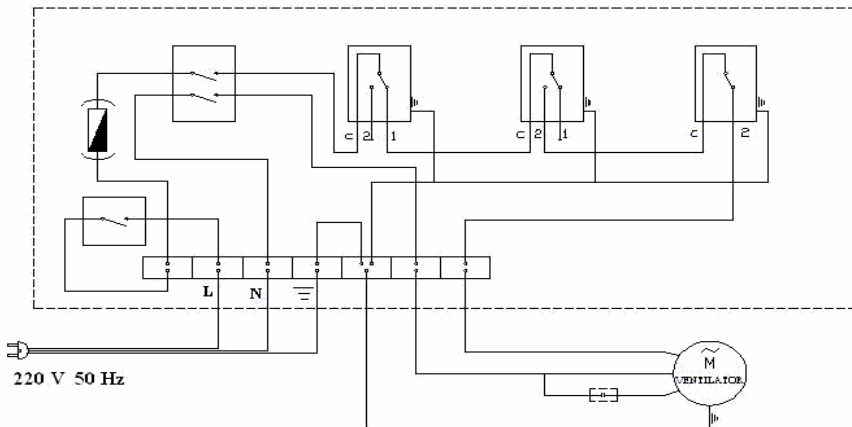 C 2 1
C 2 1
C 2
L N
220 V 50 Hz
M
VENTILATOR